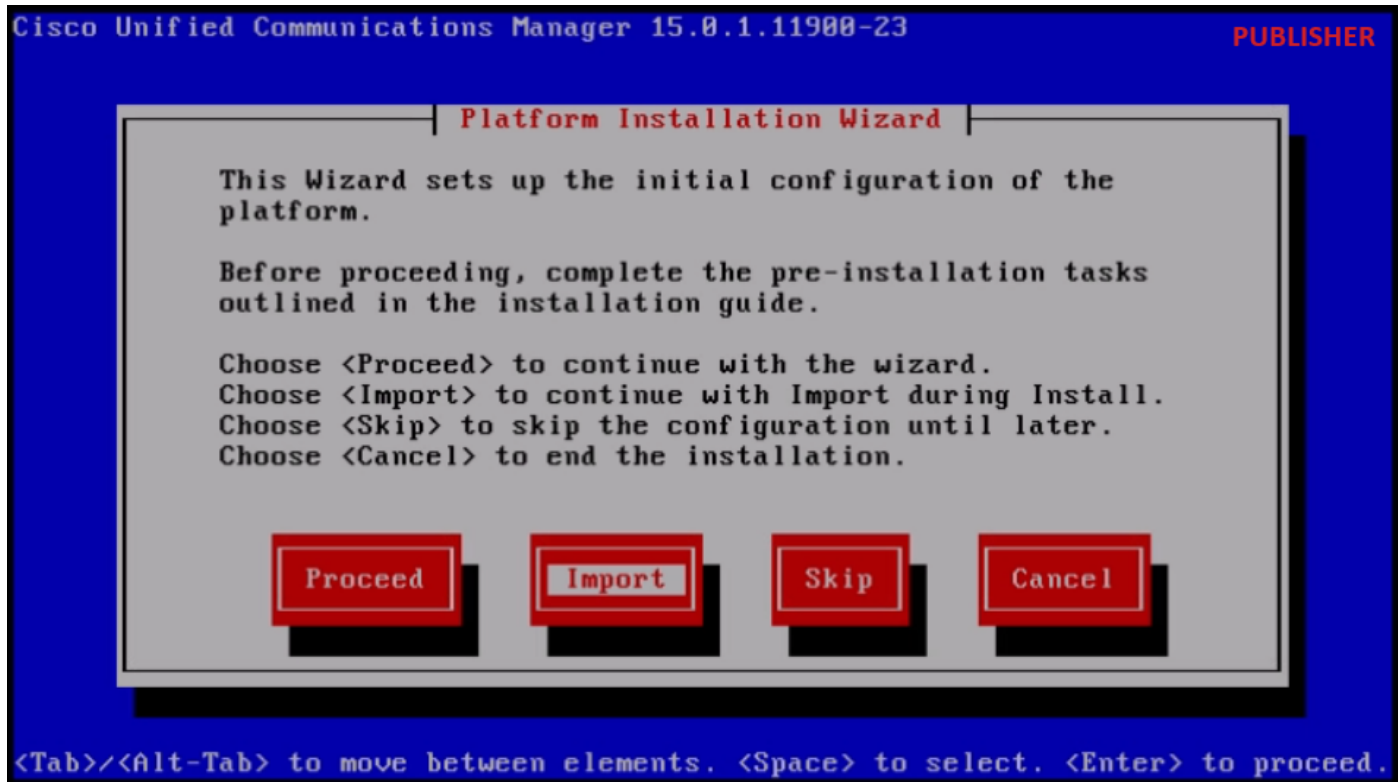 Cisco Unified Communications Manager 15.0.1.11900-23
PUBLISHER
Platform Installation Wizard
This Wizard sets up the initial configuration of the
platform.
Before proceeding, complete the pre-installation tasks
outlined in the installation guide.
Choose <Proceed> to continue with the wizard.
Choose <Import> to continue with Import during Install.
Choose <Skip> to skip the configuration until later.
Choose <Cancel> to end the installation.
Proceed Import Skip Cancel
<Tab>/<Alt-Tab> to move between elements. <Space> to select. <Enter> to proceed.